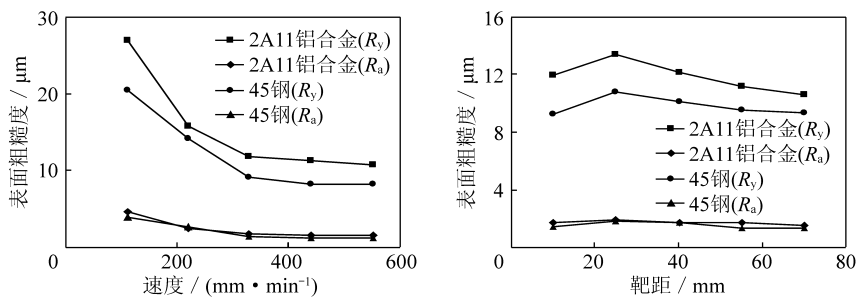 30
20
10
0
200
400
600
表面粗糙度 / μm
速度 / (mm·min⁻¹)
2A11铝合金(Ry)
2A11铝合金(Ra)
45钢(Ry)
45钢(Ra)
16
12
8
4
0
20
40
60
80
表面粗糙度 / μm
靶距 / mm
2A11铝合金(Ry)
2A11铝合金(Ra)
45钢(Ry)
45钢(Ra)